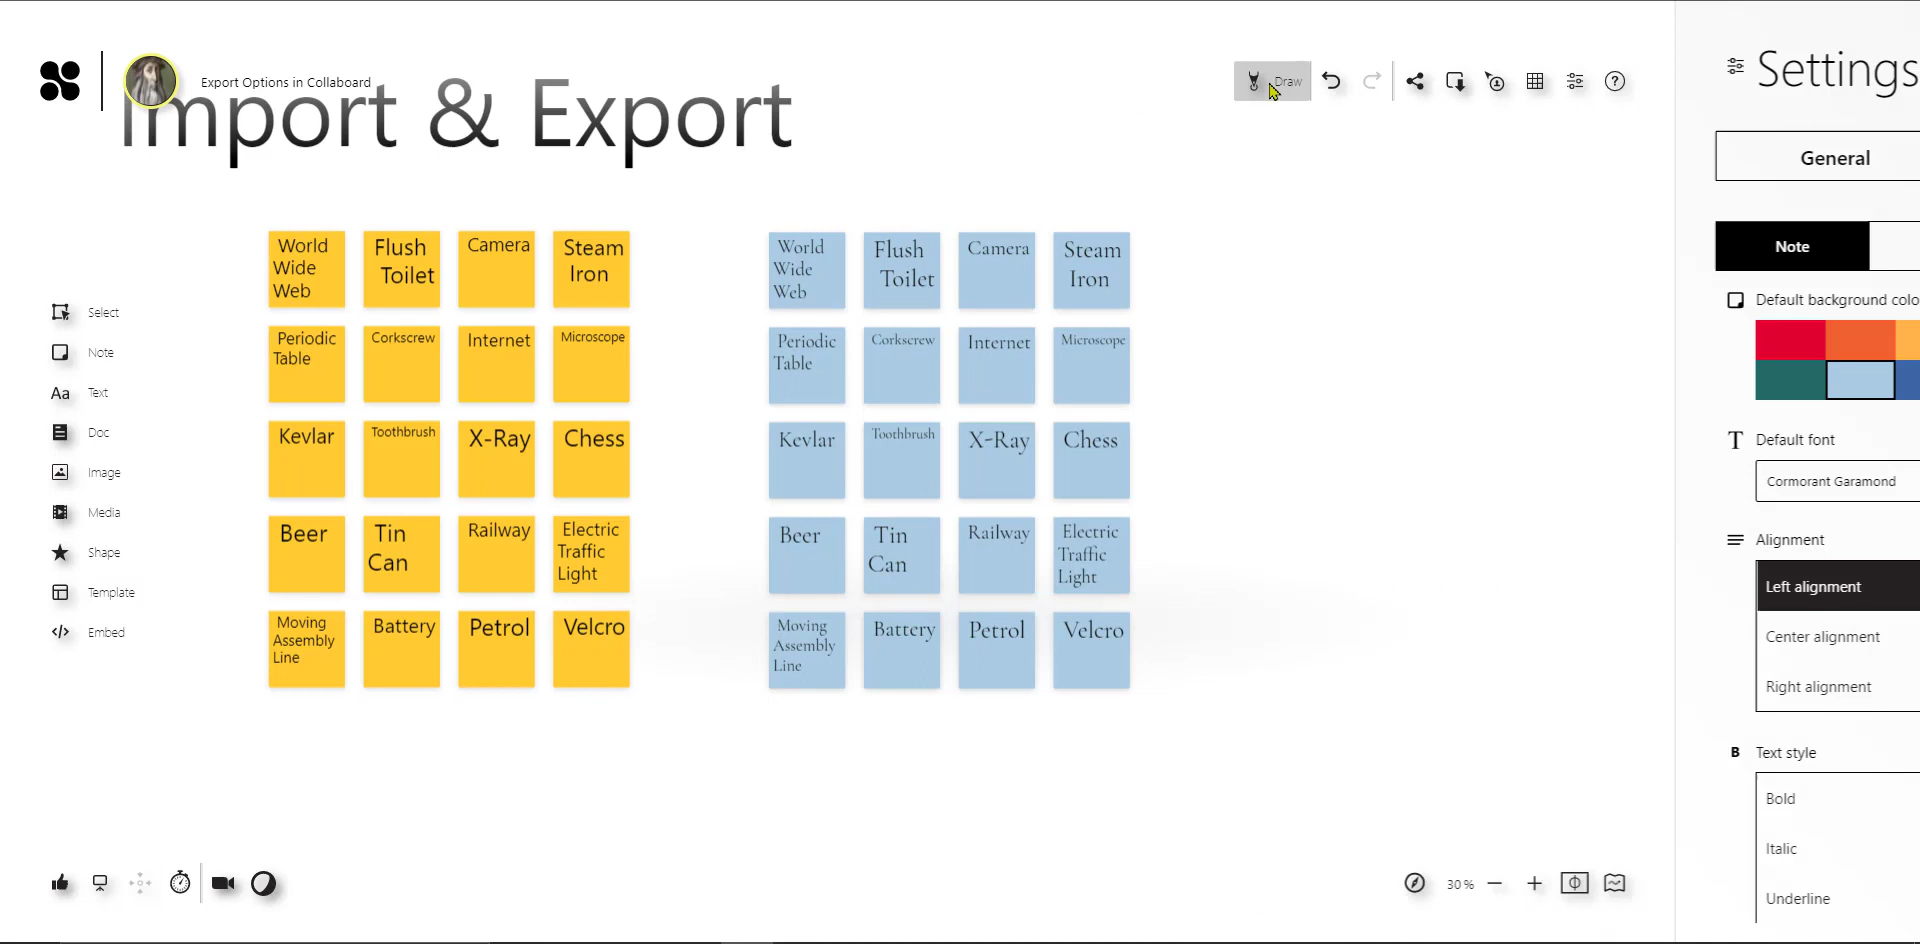 Export Options in Collaboard
Import & Export
Draw
Settings
General
Note
Default background colo
Default font
Cormorant Garamond
Alignment
Left alignment
Center alignment
Right alignment
Text style
Bold
Italic
Underline
Select
Note
Aa Text
Doc
Image
Media
Shape
Template
</> Embed
World
Wide
Web
Flush
Toilet
Camera
Steam
Iron
Periodic
Table
Corkscrew
Internet
Microscope
Kevlar
Toothbrush
X-Ray
Chess
Beer
Tin
Can
Railway
Electric
Traffic
Light
Moving
Assembly
Line
Battery
Petrol
Velcro
World
Wide
Web
Flush
Toilet
Camera
Steam
Iron
Periodic
Table
Corkscrew
Internet
Microscope
Kevlar
Toothbrush
X-Ray
Chess
Beer
Tin
Can
Railway
Electric
Traffic
Light
Moving
Assembly
Line
Battery
Petrol
Velcro
30 %